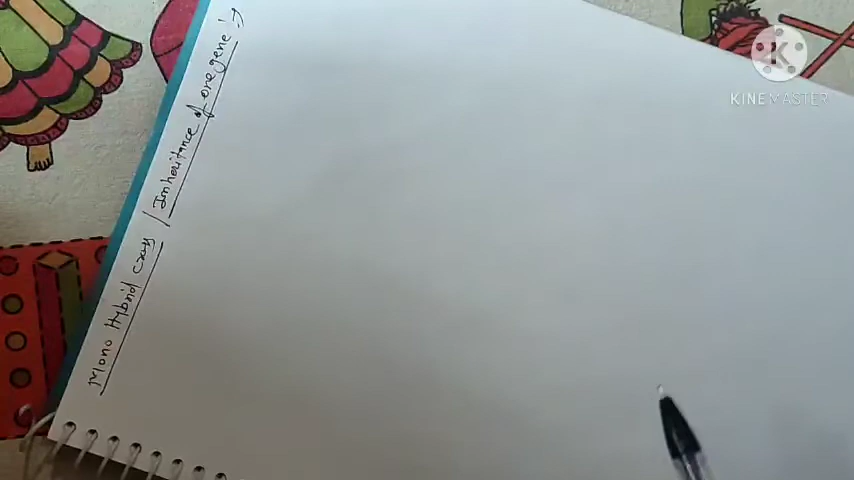 Mono Hybrid cross / Inheritance of one gene :→
KINEMASTER